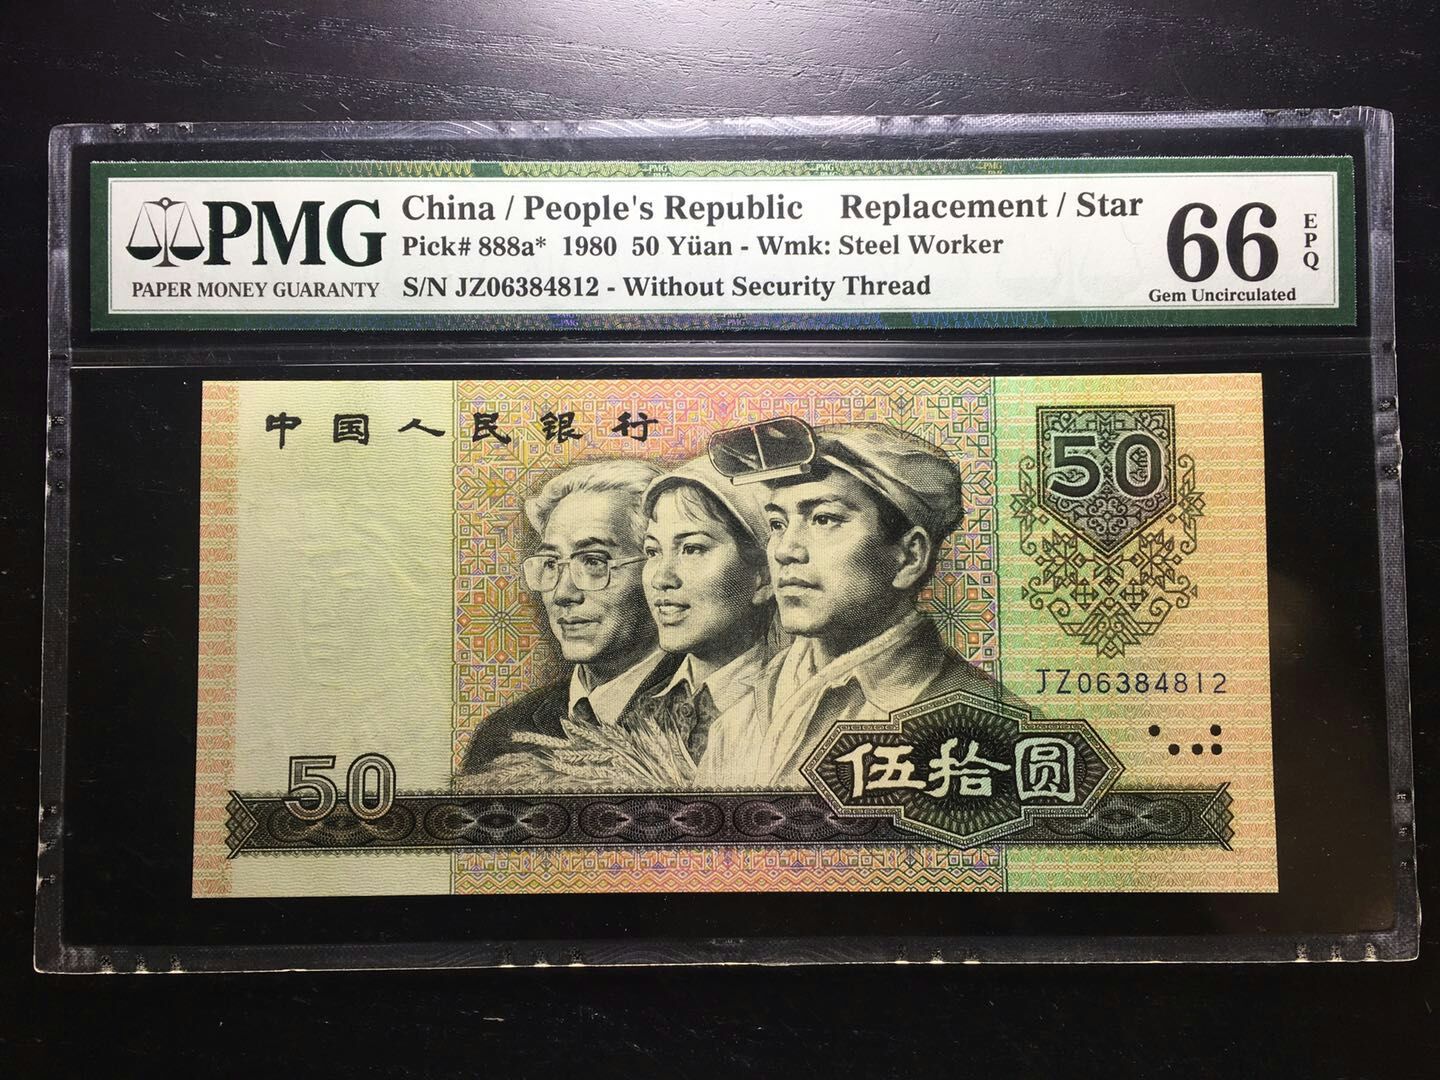 PMG
PAPER MONEY GUARANTY
China / People's Republic Replacement / Star
Pick# 888a* 1980 50 Yüan - Wmk: Steel Worker
S/N JZ06384812 - Without Security Thread
66 EPQ
Gem Uncirculated
中国人民银行
50
JZ06384812
50
伍拾圆